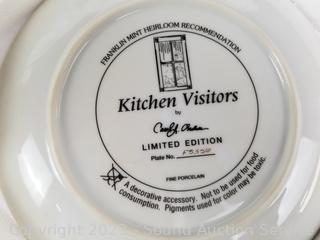 FRANKLIN MINT HEIRLOOM RECOMMENDATION
Kitchen Visitors
by
LIMITED EDITION
Plate No.
FINE PORCELAIN
A decorative accessory. Not to be used for food
consumption. Pigments used for color may be toxic.